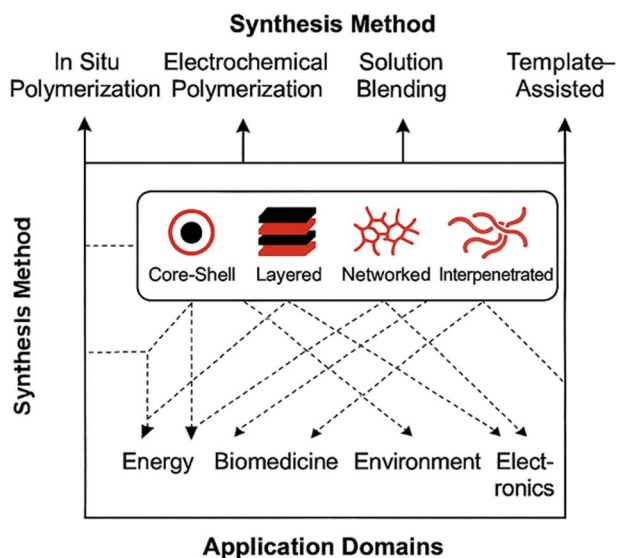 Synthesis Method
In Situ
Polymerization
Electrochemical
Polymerization
Solution
Blending
Template–
Assisted
Synthesis Method
Core-Shell
Layered
Networked
Interpenetrated
Energy
Biomedicine
Environment
Elect-
ronics
Application Domains